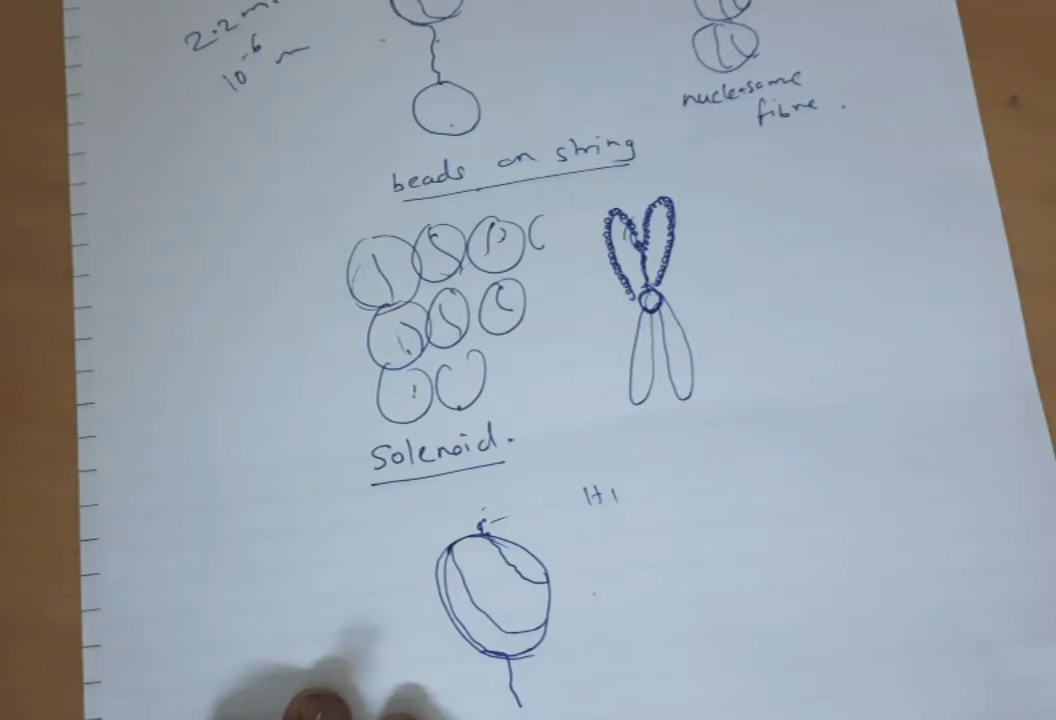 2.2 m
10⁻⁶ m
nucleosome
fibre.
beads on string
Solenoid.
H1